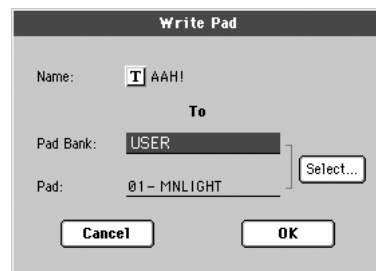 Write Pad
Name: T AAH!
To
Pad Bank: USER
Select...
Pad: 01- MNLIGHT
Cancel OK